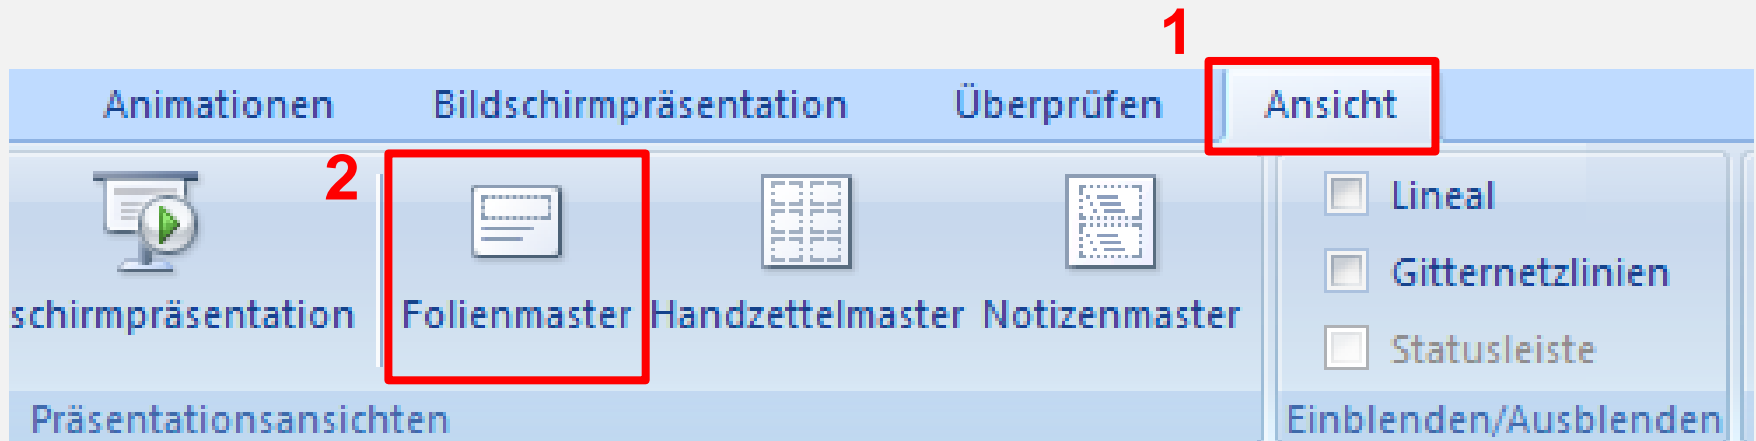 1
Animationen Bildschirmpräsentation Überprüfen Ansicht
2
Lineal
Gitternetzlinien
schirmpräsentation Folienmaster Handzettelmaster Notizenmaster
Statusleiste
Präsentationsansichten Einblenden/Ausblenden